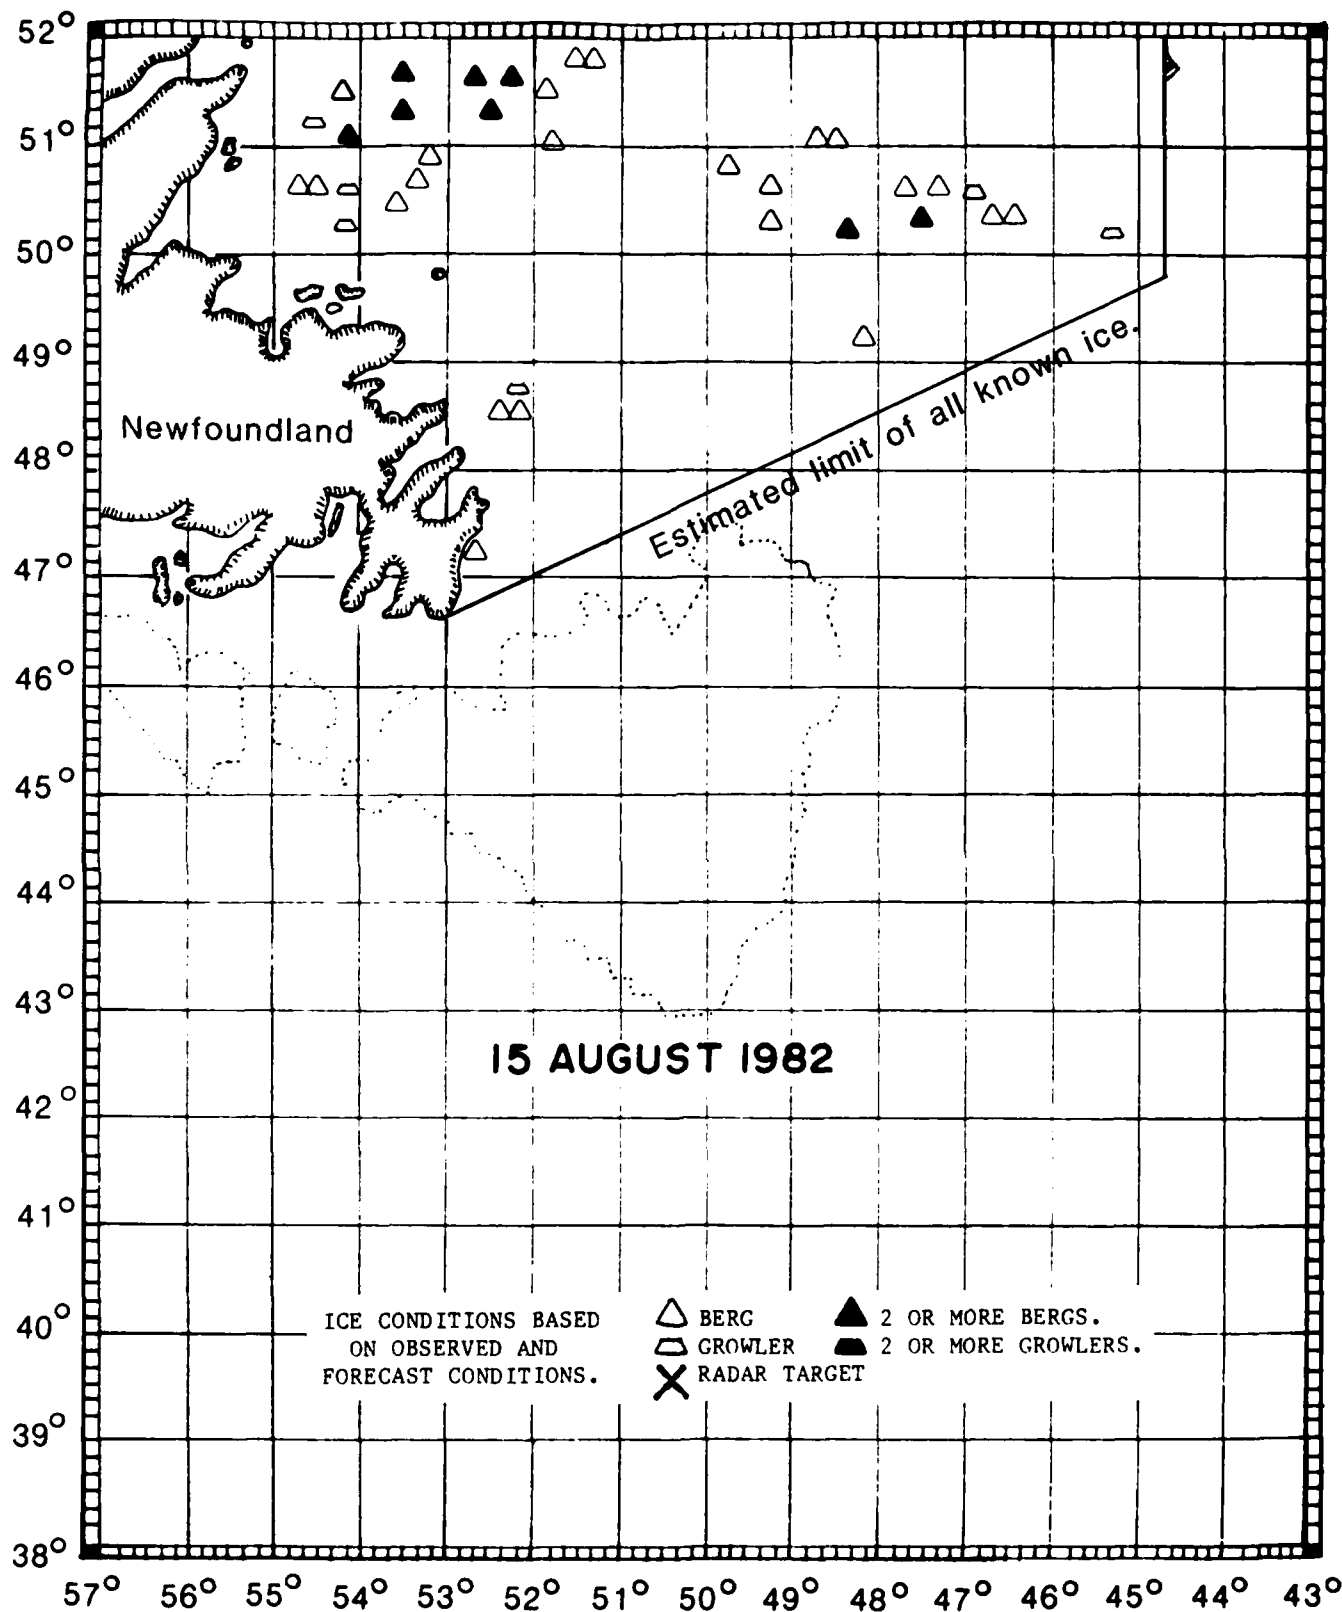 52°
51°
50°
49°
48°
47°
46°
45°
44°
43°
42°
41°
40°
39°
38°
Newfoundland
Estimated limit of all known ice.
15 AUGUST 1982
ICE CONDITIONS BASED
ON OBSERVED AND
FORECAST CONDITIONS.
BERG
GROWLER
RADAR TARGET
2 OR MORE BERGS.
2 OR MORE GROWLERS.
57° 56° 55° 54° 53° 52° 51° 50° 49° 48° 47° 46° 45° 44° 43°